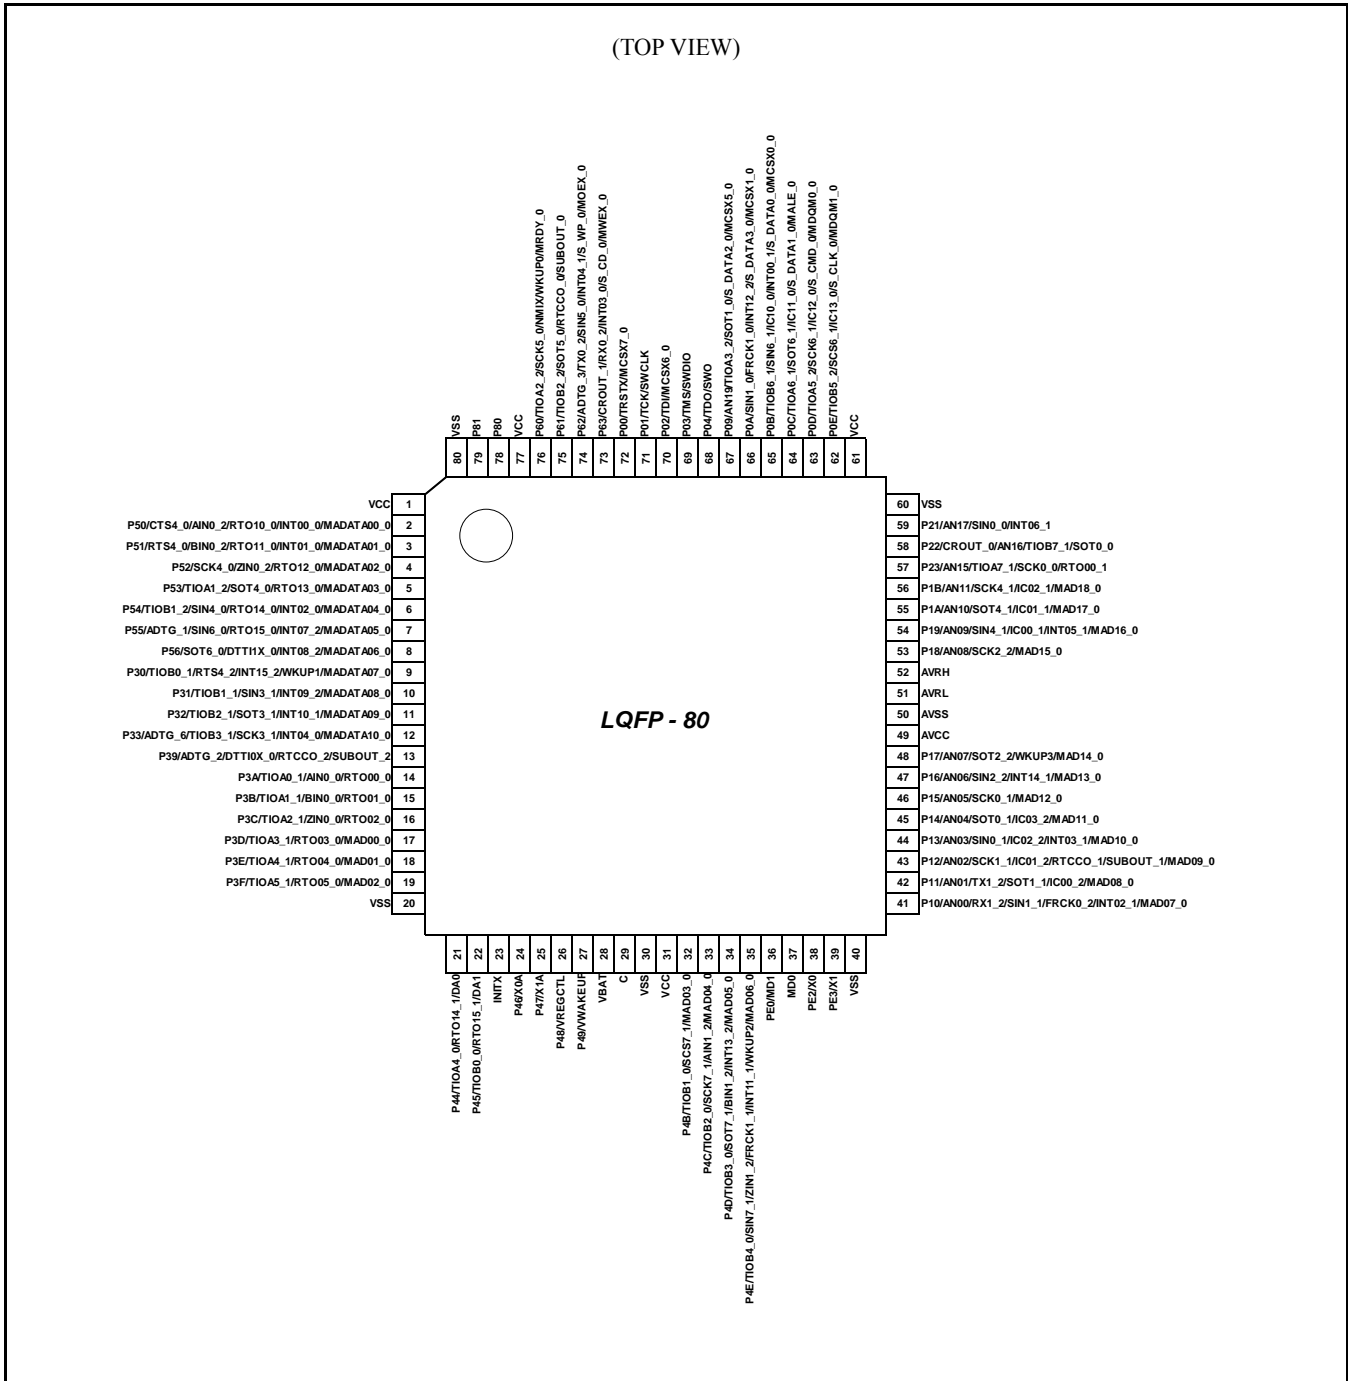 (TOP VIEW)
VSS
P81
P80
VCC
P60/TIOA2_2/SCK5_0/NMIX/WKUP0/MRDY_0
P61/TIOB2_2/SOT5_0/RTCCO_0/SUBOUT_0
P62/ADTG_3/TX0_2/SIN5_0/INT04_1/S_WP_0/MOEX_0
P63/CROUT_1/RX0_2/INT03_0/S_CD_0/MWEX_0
P00/TRSTX/MCSX7_0
P01/TCK/SWCLK
P02/TDI/MCSX6_0
P03/TMS/SWDIO
P04/TDO/SWO
P09/AN19/TIOA3_2/SOT1_0/S_DATA2_0/MCSX5_0
P0A/SIN1_0/FRCK1_0/INT12_2/S_DATA3_0/MCSX1_0
P0B/TIOB6_1/SIN6_1/IC10_0/INT00_1/S_DATA0_0/MCSX0_0
P0C/TIOA6_1/SOT6_1/IC11_0/S_DATA1_0/MALE_0
P0D/TIOA5_2/SCK6_1/IC12_0/S_CMD_0/MDQM0_0
P0E/TIOB5_2/SCS6_1/IC13_0/S_CLK_0/MDQM1_0
VCC
80 79 78 77 76 75 74 73 72 71 70 69 68 67 66 65 64 63 62 61
VCC 1
P50/CTS4_0/AIN0_2/RTO10_0/INT00_0/MADATA00_0 2
P51/RTS4_0/BIN0_2/RTO11_0/INT01_0/MADATA01_0 3
P52/SCK4_0/ZIN0_2/RTO12_0/MADATA02_0 4
P53/TIOA1_2/SOT4_0/RTO13_0/MADATA03_0 5
P54/TIOB1_2/SIN4_0/RTO14_0/INT02_0/MADATA04_0 6
P55/ADTG_1/SIN6_0/RTO15_0/INT07_2/MADATA05_0 7
P56/SOT6_0/DTTI1X_0/INT08_2/MADATA06_0 8
P30/TIOB0_1/RTS4_2/INT15_2/WKUP1/MADATA07_0 9
P31/TIOB1_1/SIN3_1/INT09_2/MADATA08_0 10
P32/TIOB2_1/SOT3_1/INT10_1/MADATA09_0 11
P33/ADTG_6/TIOB3_1/SCK3_1/INT04_0/MADATA10_0 12
P39/ADTG_2/DTTI0X_0/RTCCO_2/SUBOUT_2 13
P3A/TIOA0_1/AIN0_0/RTO00_0 14
P3B/TIOA1_1/BIN0_0/RTO01_0 15
P3C/TIOA2_1/ZIN0_0/RTO02_0 16
P3D/TIOA3_1/RTO03_0/MAD00_0 17
P3E/TIOA4_1/RTO04_0/MAD01_0 18
P3F/TIOA5_1/RTO05_0/MAD02_0 19
VSS 20
LQFP - 80
60 VSS
59 P21/AN17/SIN0_0/INT06_1
58 P22/CROUT_0/AN16/TIOB7_1/SOT0_0
57 P23/AN15/TIOA7_1/SCK0_0/RTO00_1
56 P1B/AN11/SCK4_1/IC02_1/MAD18_0
55 P1A/AN10/SOT4_1/IC01_1/MAD17_0
54 P19/AN09/SIN4_1/IC00_1/INT05_1/MAD16_0
53 P18/AN08/SCK2_2/MAD15_0
52 AVRH
51 AVRL
50 AVSS
49 AVCC
48 P17/AN07/SOT2_2/WKUP3/MAD14_0
47 P16/AN06/SIN2_2/INT14_1/MAD13_0
46 P15/AN05/SCK0_1/MAD12_0
45 P14/AN04/SOT0_1/IC03_2/MAD11_0
44 P13/AN03/SIN0_1/IC02_2/INT03_1/MAD10_0
43 P12/AN02/SCK1_1/IC01_2/RTCCO_1/SUBOUT_1/MAD09_0
42 P11/AN01/TX1_2/SOT1_1/IC00_2/MAD08_0
41 P10/AN00/RX1_2/SIN1_1/FRCK0_2/INT02_1/MAD07_0
21 22 23 24 25 26 27 28 29 30 31 32 33 34 35 36 37 38 39 40
P44/TIOA4_0/RTO14_1/DA0
P45/TIOB0_0/RTO15_1/DA1
INITX
P46/X0A
P47/X1A
P48/VREGCTL
P49/VWAKEUP
VBAT
C
VSS
VCC
P4B/TIOB1_0/SCS7_1/MAD03_0
P4C/TIOB2_0/SCK7_1/AIN1_2/MAD04_0
P4D/TIOB3_0/SOT7_1/BIN1_2/INT13_2/MAD05_0
P4E/TIOB4_0/SIN7_1/ZIN1_2/FRCK1_1/INT11_1/WKUP2/MAD06_0
PE0/MD1
MD0
PE2/X0
PE3/X1
VSS